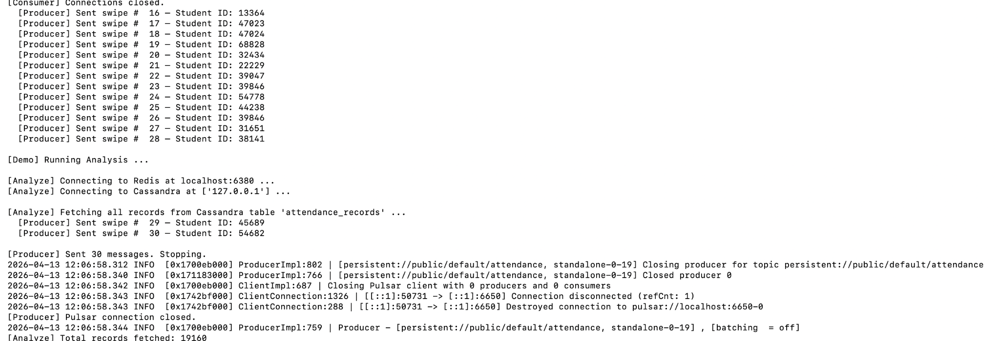 [Consumer] Connections closed.
[Producer] Sent swipe #  16 — Student ID: 13364
[Producer] Sent swipe #  17 — Student ID: 47023
[Producer] Sent swipe #  18 — Student ID: 47024
[Producer] Sent swipe #  19 — Student ID: 68828
[Producer] Sent swipe #  20 — Student ID: 32434
[Producer] Sent swipe #  21 — Student ID: 22229
[Producer] Sent swipe #  22 — Student ID: 39047
[Producer] Sent swipe #  23 — Student ID: 39846
[Producer] Sent swipe #  24 — Student ID: 54778
[Producer] Sent swipe #  25 — Student ID: 44238
[Producer] Sent swipe #  26 — Student ID: 39846
[Producer] Sent swipe #  27 — Student ID: 31651
[Producer] Sent swipe #  28 — Student ID: 38141
[Demo] Running Analysis ...
[Analyze] Connecting to Redis at localhost:6380 ...
[Analyze] Connecting to Cassandra at ['127.0.0.1'] ...
[Analyze] Fetching all records from Cassandra table 'attendance_records' ...
[Producer] Sent swipe #  29 — Student ID: 45689
[Producer] Sent swipe #  30 — Student ID: 54682
[Producer] Sent 30 messages. Stopping.
2026-04-13 12:06:58.312 INFO  [0x1700eb000] ProducerImpl:802 | [persistent://public/default/attendance, standalone-0-19] Closing producer for topic persistent://public/default/attendance
2026-04-13 12:06:58.340 INFO  [0x171183000] ProducerImpl:766 | [persistent://public/default/attendance, standalone-0-19] Closed producer 0
2026-04-13 12:06:58.342 INFO  [0x1700eb000] ClientImpl:687 | Closing Pulsar client with 0 producers and 0 consumers
2026-04-13 12:06:58.343 INFO  [0x1742bf000] ClientConnection:1326 | [[::1]:50731 -> [::1]:6650] Connection disconnected (refCnt: 1)
2026-04-13 12:06:58.343 INFO  [0x1742bf000] ClientConnection:288 | [[::1]:50731 -> [::1]:6650] Destroyed connection to pulsar://localhost:6650-0
[Producer] Pulsar connection closed.
2026-04-13 12:06:58.344 INFO  [0x1700eb000] ProducerImpl:759 | Producer - [persistent://public/default/attendance, standalone-0-19] , [batching  = off]
[Analyze] Total records fetched: 19160